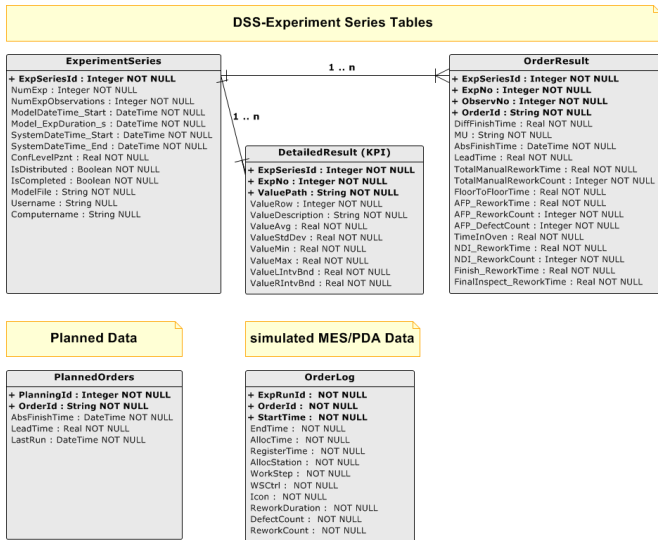 DSS-Experiment Series Tables
ExperimentSeries
+ ExpSeriesId : Integer NOT NULL
NumExp : Integer NOT NULL
NumExpObservations : Integer NOT NULL
ModelDateTime_Start : DateTime NOT NULL
Model_ExpDuration_s : DateTime NOT NULL
SystemDateTime_Start : DateTime NOT NULL
SystemDateTime_End : DateTime NOT NULL
ConfLevelPznt : Real NOT NULL
IsDistributed : Boolean NOT NULL
IsCompleted : Boolean NOT NULL
ModelFile : String NULL
Username : String NULL
Computername : String NULL
1 .. n
1 .. n
DetailedResult (KPI)
+ ExpSeriesId : Integer NOT NULL
+ ExpNo : Integer NOT NULL
+ ValuePath : String NOT NULL
ValueRow : Integer NOT NULL
ValueDescription : String NOT NULL
ValueAvg : Real NOT NULL
ValueStdDev : Real NOT NULL
ValueMin : Real NOT NULL
ValueMax : Real NOT NULL
ValueLIntvBnd : Real NOT NULL
ValueRIntvBnd : Real NOT NULL
OrderResult
+ ExpSeriesId : Integer NOT NULL
+ ExpNo : Integer NOT NULL
+ ObservNo : Integer NOT NULL
+ OrderId : String NOT NULL
DiffFinishTime : Real NOT NULL
MU : String NOT NULL
AbsFinishTime : DateTime NOT NULL
LeadTime : Real NOT NULL
TotalManualReworkTime : Real NOT NULL
TotalManualReworkCount : Integer NOT NULL
FloorToFloorTime : Real NOT NULL
AFP_ReworkTime : Real NOT NULL
AFP_ReworkCount : Integer NOT NULL
AFP_DefectCount : Integer NOT NULL
TimeInOven : Real NOT NULL
NDI_ReworkTime : Real NOT NULL
NDI_ReworkCount : Integer NOT NULL
Finish_ReworkTime : Real NOT NULL
FinalInspect_ReworkTime : Real NOT NULL
Planned Data
PlannedOrders
+ PlanningId : Integer NOT NULL
+ OrderId : String NOT NULL
AbsFinishTime : DateTime NOT NULL
LeadTime : Real NOT NULL
LastRun : DateTime NOT NULL
simulated MES/PDA Data
OrderLog
+ ExpRunId : NOT NULL
+ OrderId : NOT NULL
+ StartTime : NOT NULL
EndTime : NOT NULL
AllocTime : NOT NULL
RegisterTime : NOT NULL
AllocStation : NOT NULL
WorkStep : NOT NULL
WSCtrl : NOT NULL
Icon : NOT NULL
ReworkDuration : NOT NULL
DefectCount : NOT NULL
ReworkCount : NOT NULL